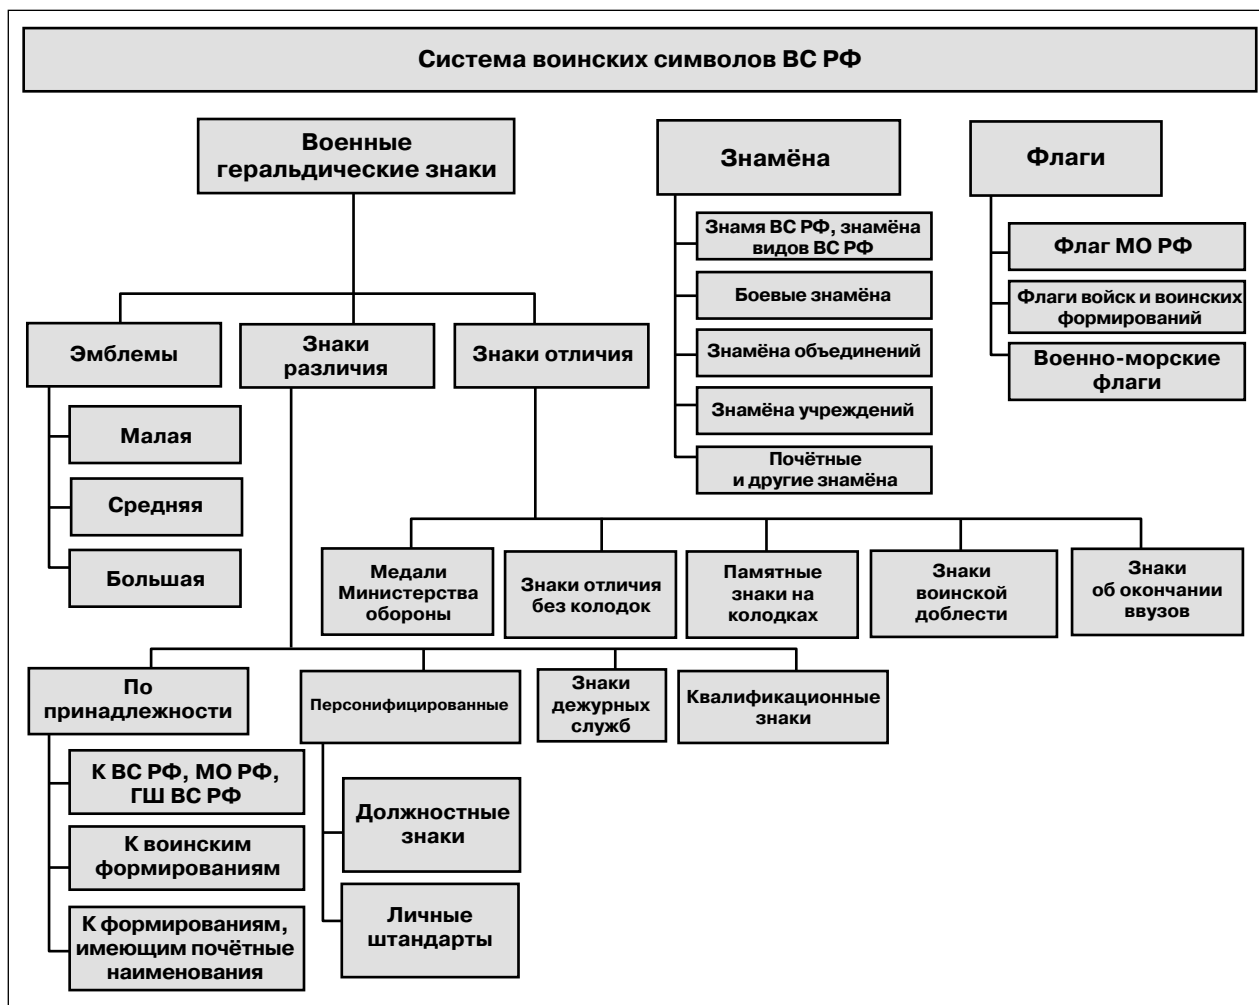 Система воинских символов ВС РФ
Военные
геральдические знаки
Эмблемы
Малая
Средняя
Большая
Знаки
различия
Знаки отличия
Знамёна
Знамя ВС РФ, знамёна
видов ВС РФ
Боевые знамёна
Знамёна объединений
Знамёна учреждений
Почётные
и другие знамёна
Флаги
Флаг МО РФ
Флаги войск и воинских
формирований
Военно-морские
флаги
Медали
Министерства
обороны
Знаки отличия
без колодок
Памятные
знаки на
колодках
Знаки
воинской
доблести
Знаки
об окончании
ввузов
По
принадлежности
К ВС РФ, МО РФ,
ГШ ВС РФ
К воинским
формированиям
К формированиям,
имеющим почётные
наименования
Персонифицированные
Должностные
знаки
Личные
штандарты
Знаки
дежурных
служб
Квалификационные
знаки